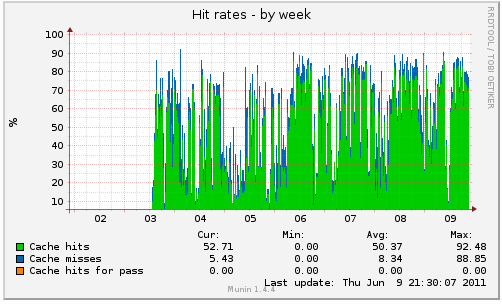 Hit rates - by week
RRDTOOL / TOBI OETIKER
%
100
90
80
70
60
50
40
30
20
10
02 03 04 05 06 07 08 09
Cur: Min: Avg: Max:
Cache hits 52.71 0.00 50.37 92.48
Cache misses 5.43 0.00 8.34 88.85
Cache hits for pass 0.00 0.00 0.00 0.00
Last update: Thu Jun 9 21:30:07 2011
Munin 1.4.4